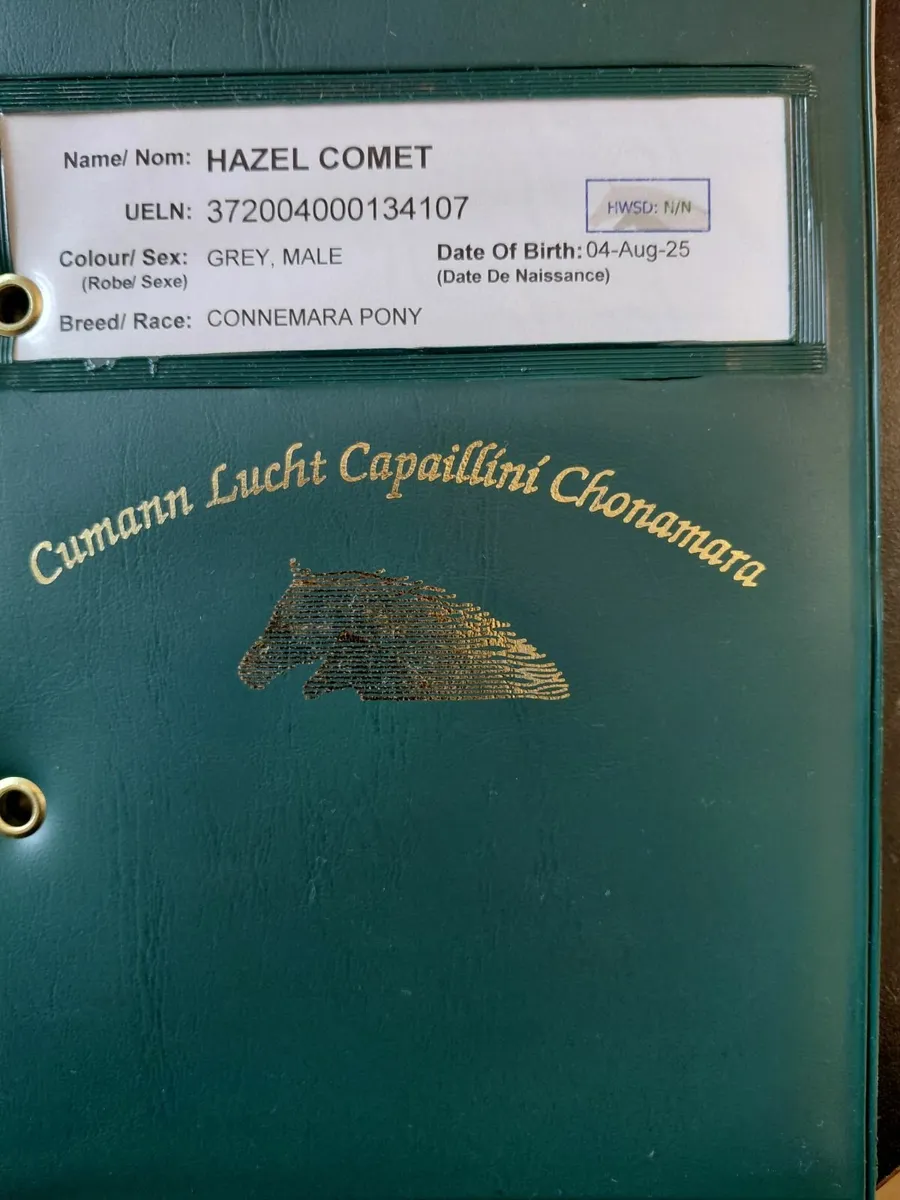 Name/ Nom: HAZEL COMET
UELN: 372004000134107
HWSD: N/N
Colour/ Sex: GREY, MALE
(Robe/ Sexe)
Date Of Birth: 04-Aug-25
(Date De Naissance)
Breed/ Race: CONNEMARA PONY
Cumann Lucht Capaillíní Chonamara